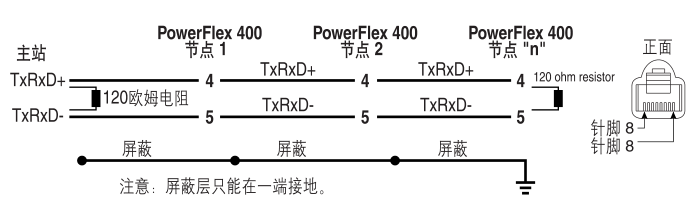 PowerFlex 400 PowerFlex 400 PowerFlex 400
主站 节点 1 节点 2 节点 "n" 正面
TxRxD+ 4 TxRxD+ 4 TxRxD+ 4 120 ohm resistor
120欧姆电阻
TxRxD- 5 TxRxD- 5 TxRxD- 5
针脚 8
针脚 8
屏蔽 屏蔽 屏蔽
注意：屏蔽层只能在一端接地。